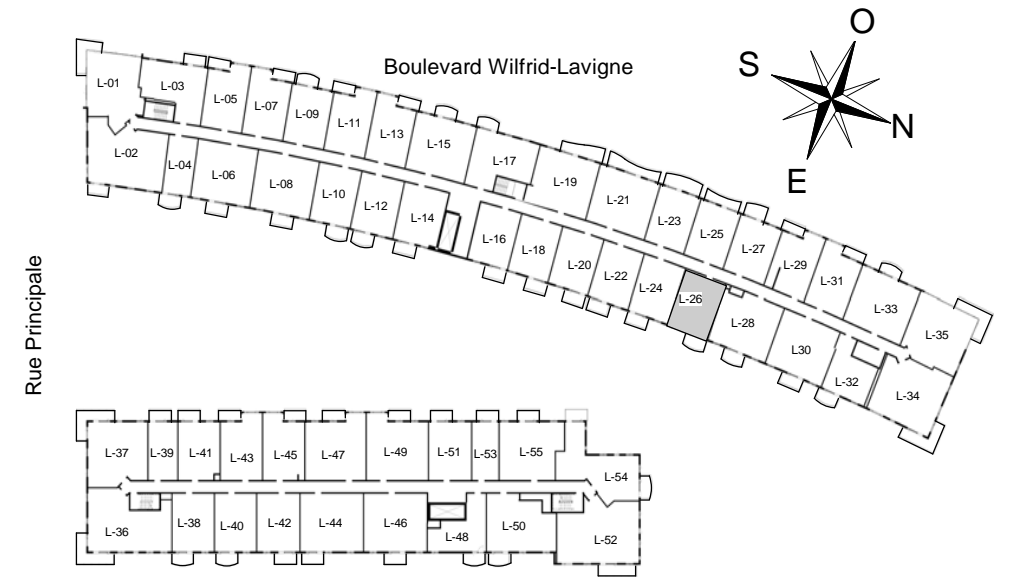 O
S
N
E
Boulevard Wilfrid-Lavigne
Rue Principale
L-01
L-03
L-05
L-07
L-09
L-11
L-13
L-15
L-17
L-19
L-21
L-23
L-25
L-27
L-29
L-31
L-33
L-35
L-02
L-04
L-06
L-08
L-10
L-12
L-14
L-16
L-18
L-20
L-22
L-24
L-26
L-28
L30
L-32
L-34
L-37
L-39
L-41
L-43
L-45
L-47
L-49
L-51
L-53
L-55
L-54
L-36
L-38
L-40
L-42
L-44
L-46
L-48
L-50
L-52